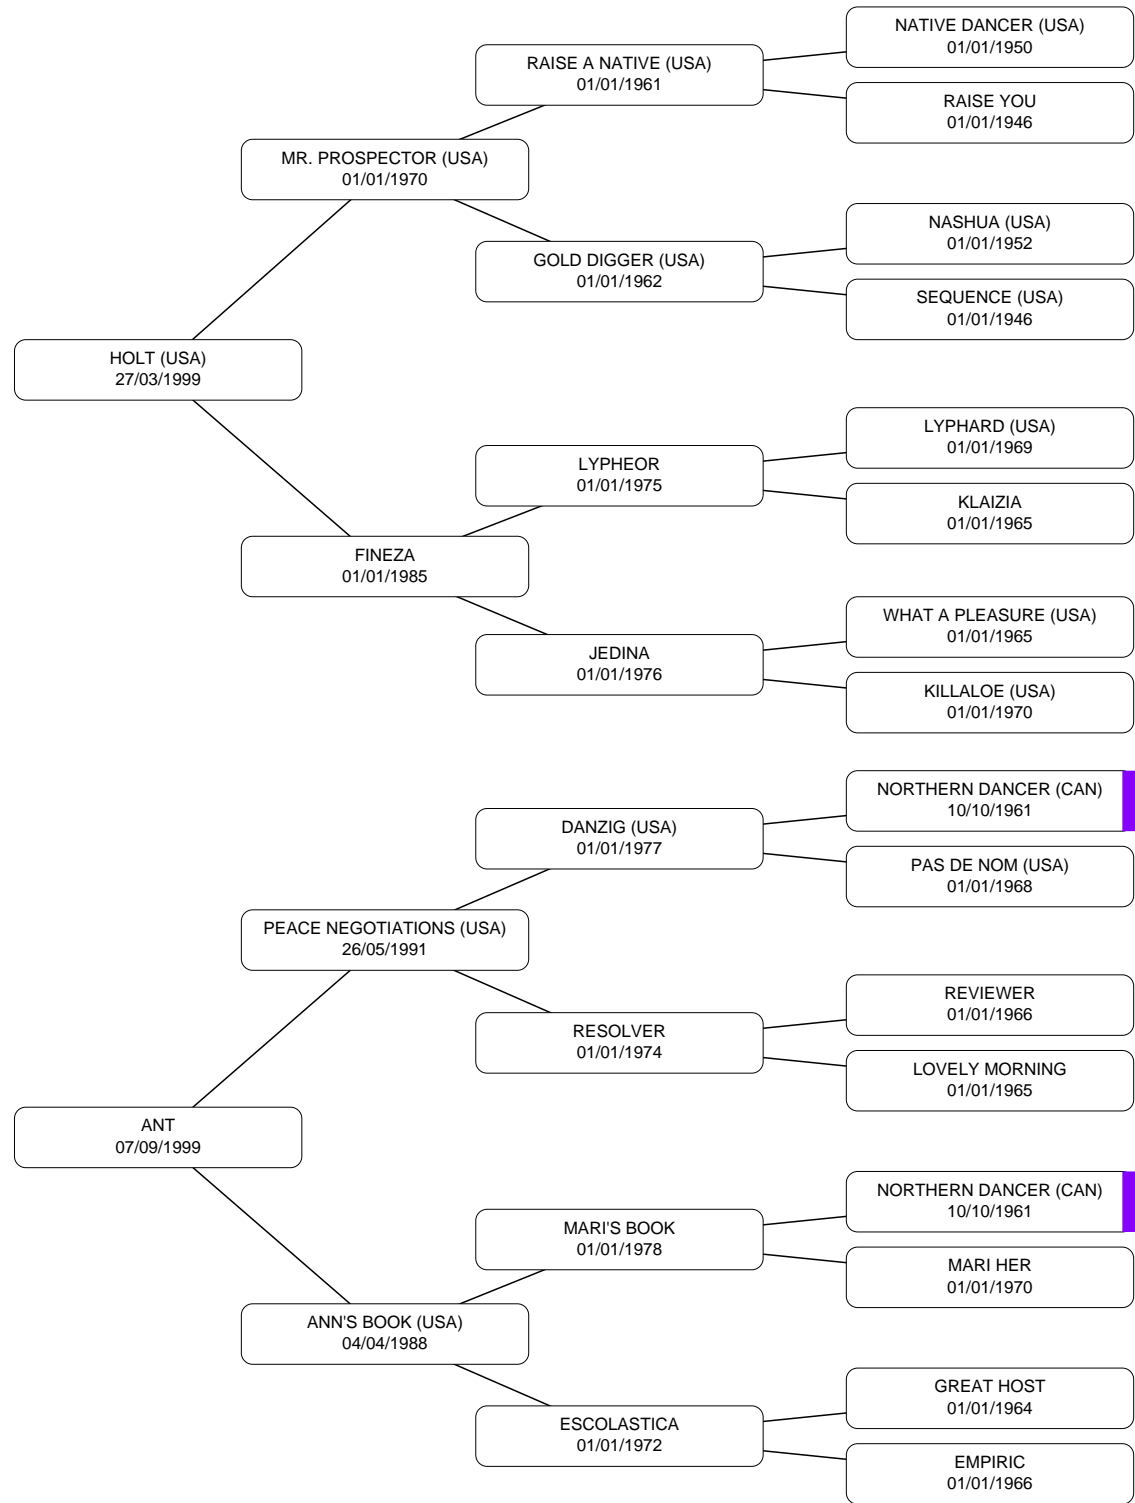 NATIVE DANCER (USA)
01/01/1950
RAISE A NATIVE (USA)
01/01/1961
RAISE YOU
01/01/1946
MR. PROSPECTOR (USA)
01/01/1970
NASHUA (USA)
01/01/1952
GOLD DIGGER (USA)
01/01/1962
SEQUENCE (USA)
01/01/1946
HOLT (USA)
27/03/1999
LYPHARD (USA)
01/01/1969
LYPHEOR
01/01/1975
KLAIZIA
01/01/1965
FINEZA
01/01/1985
WHAT A PLEASURE (USA)
01/01/1965
JEDINA
01/01/1976
KILLALOE (USA)
01/01/1970
NORTHERN DANCER (CAN)
10/10/1961
DANZIG (USA)
01/01/1977
PAS DE NOM (USA)
01/01/1968
PEACE NEGOTIATIONS (USA)
26/05/1991
REVIEWER
01/01/1966
RESOLVER
01/01/1974
LOVELY MORNING
01/01/1965
ANT
07/09/1999
NORTHERN DANCER (CAN)
10/10/1961
MARI'S BOOK
01/01/1978
MARI HER
01/01/1970
ANN'S BOOK (USA)
04/04/1988
GREAT HOST
01/01/1964
ESCOLASTICA
01/01/1972
EMPIRIC
01/01/1966